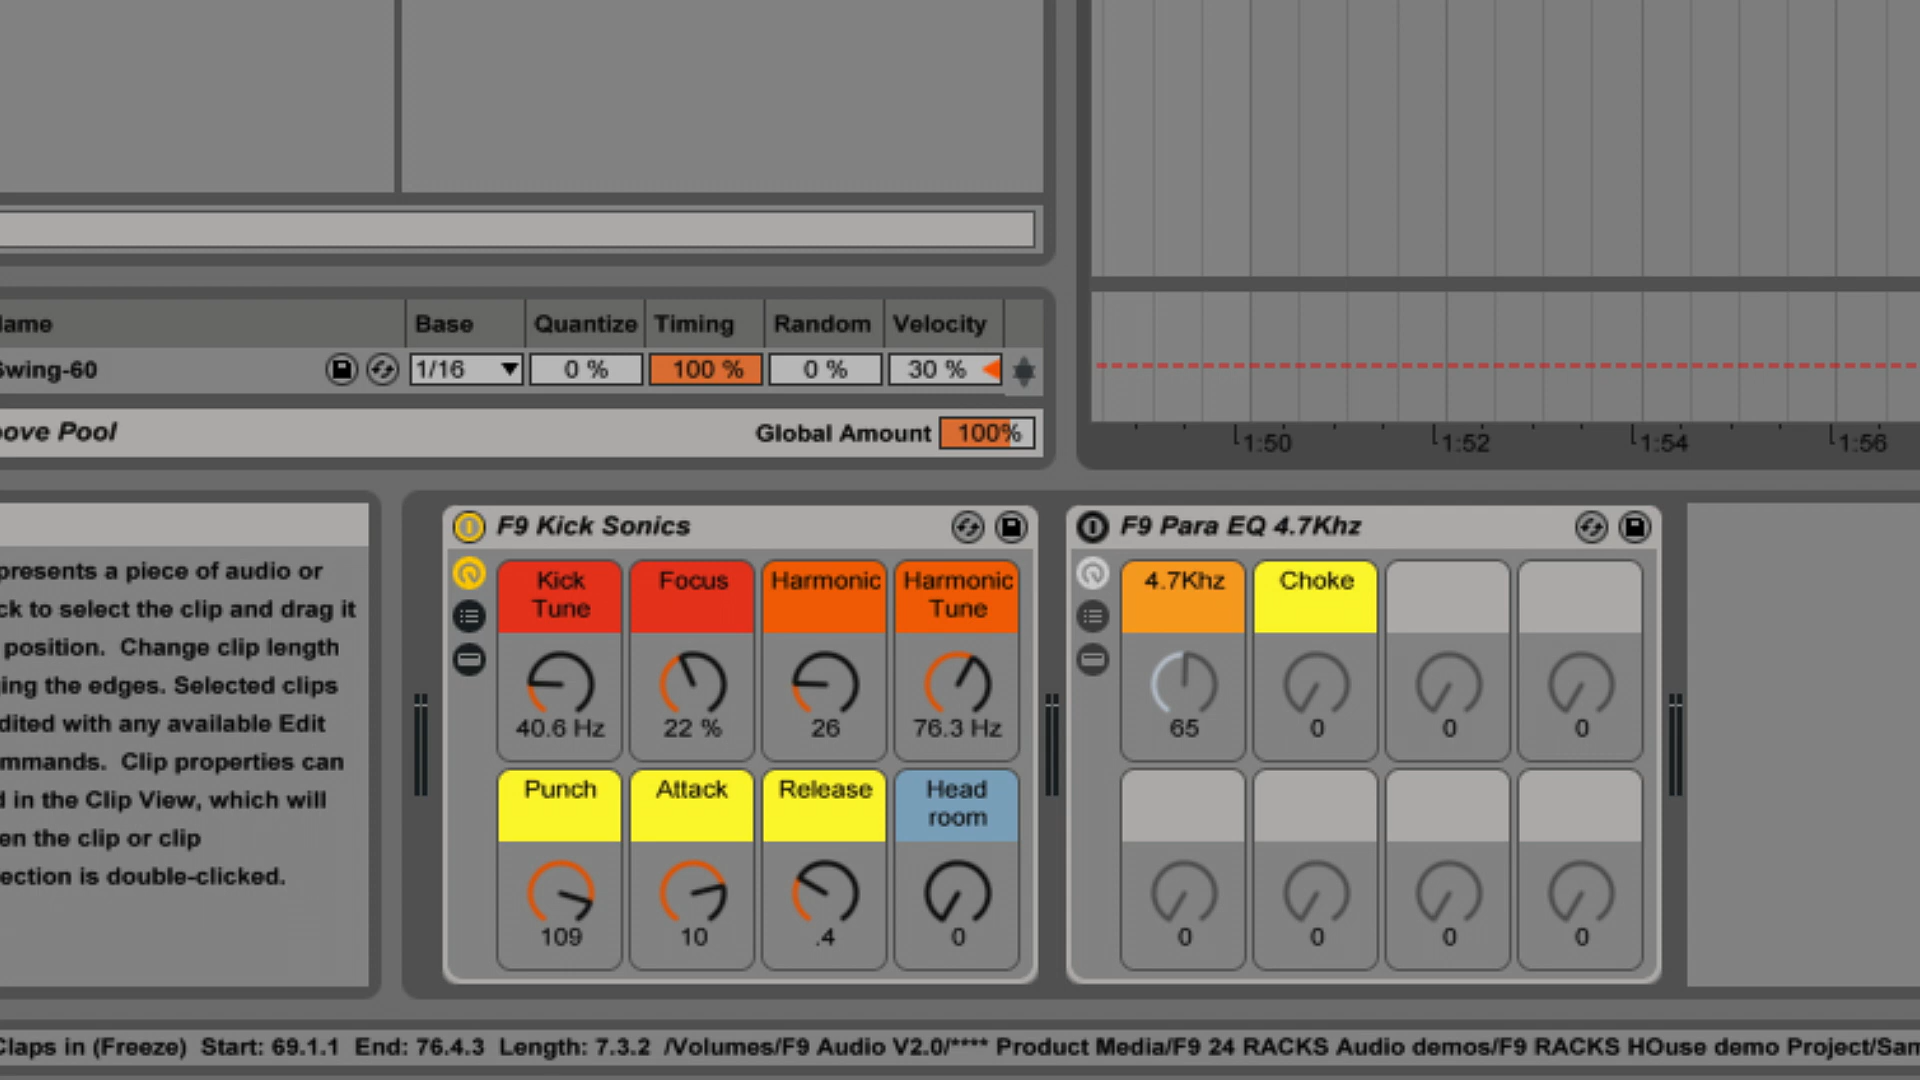 Name Base Quantize Timing Random Velocity
Swing-60 1/16 0 % 100 % 0 % 30 %
oove Pool Global Amount 100%
1:50 1:52 1:54 1:56
presents a piece of audio or
ck to select the clip and drag it
position. Change clip length
ing the edges. Selected clips
dited with any available Edit
mmands. Clip properties can
d in the Clip View, which will
en the clip or clip
ection is double-clicked.
F9 Kick Sonics
Kick Tune
Focus
Harmonic
Harmonic Tune
40.6 Hz 22 % 26 76.3 Hz
Punch Attack Release Head room
109 10 .4 0
F9 Para EQ 4.7Khz
4.7Khz Choke
65 0 0 0
0 0 0 0
Claps in (Freeze) Start: 69.1.1 End: 76.4.3 Length: 7.3.2 /Volumes/F9 Audio V2.0/**** Product Media/F9 24 RACKS Audio demos/F9 RACKS HOuse demo Project/Sam